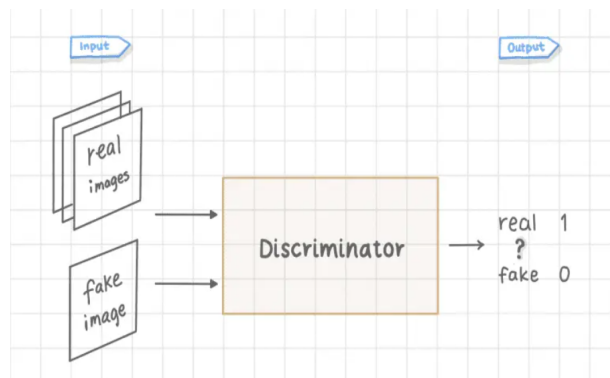 Input
Output
real
images
Discriminator
real 1
?
fake 0
fake
image